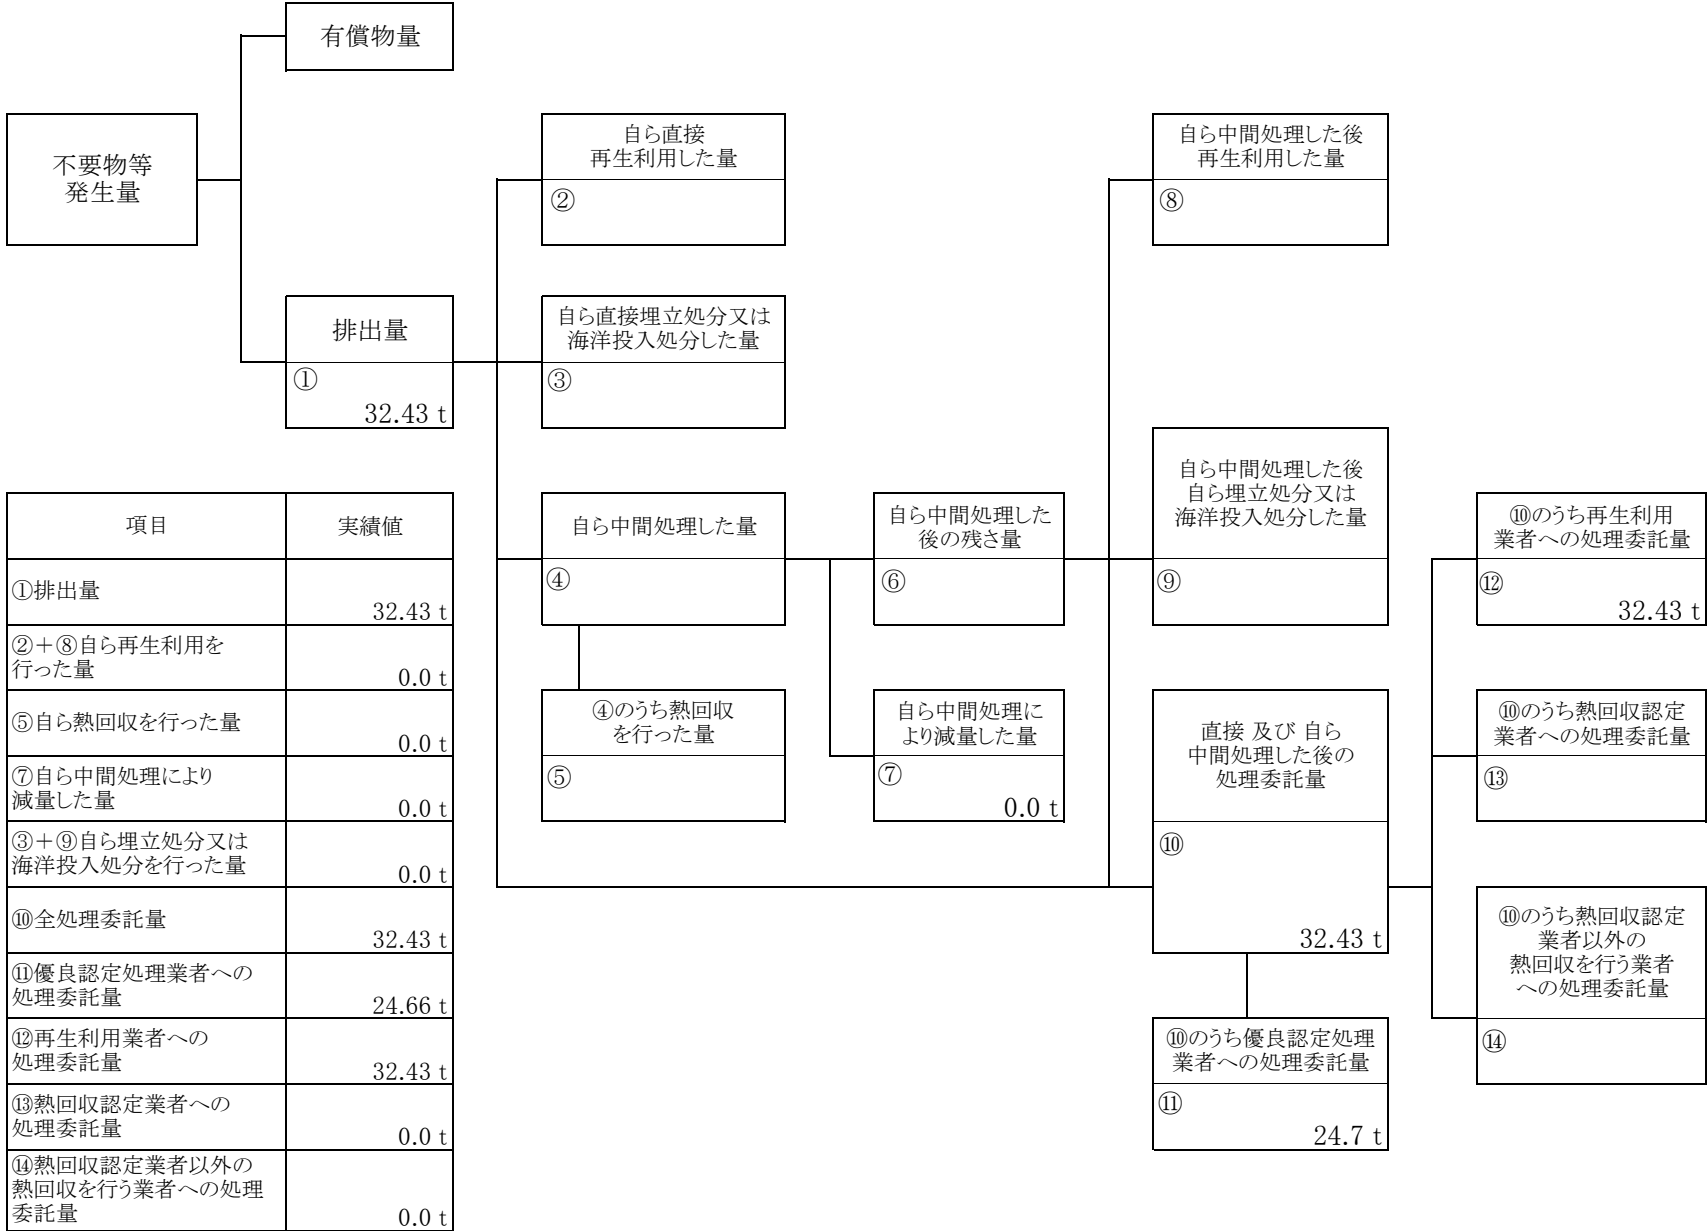 有償物量
不要物等
発生量
自ら直接
再生利用した量
②
自ら中間処理した後
再生利用した量
⑧
排出量
①
32.43 t
自ら直接埋立処分又は
海洋投入処分した量
③
自ら中間処理した量
④
自ら中間処理した
後の残さ量
⑥
自ら中間処理した後
自ら埋立処分又は
海洋投入処分した量
⑨
⑩のうち再生利用
業者への処理委託量
⑫
32.43 t
④のうち熱回収
を行った量
⑤
自ら中間処理に
より減量した量
⑦
0.0 t
直接 及び 自ら
中間処理した後の
処理委託量
⑩
32.43 t
⑩のうち熱回収認定
業者への処理委託量
⑬
⑩のうち熱回収認定
業者以外の
熱回収を行う業者
への処理委託量
⑭
⑩のうち優良認定処理
業者への処理委託量
⑪
24.7 t
項目 実績値
①排出量
32.43 t
②＋⑧自ら再生利用を
行った量
0.0 t
⑤自ら熱回収を行った量
0.0 t
⑦自ら中間処理により
減量した量
0.0 t
③＋⑨自ら埋立処分又は
海洋投入処分を行った量
0.0 t
⑩全処理委託量
32.43 t
⑪優良認定処理業者への
処理委託量
24.66 t
⑫再生利用業者への
処理委託量
32.43 t
⑬熱回収認定業者への
処理委託量
0.0 t
⑭熱回収認定業者以外の
熱回収を行う業者への処理
委託量
0.0 t